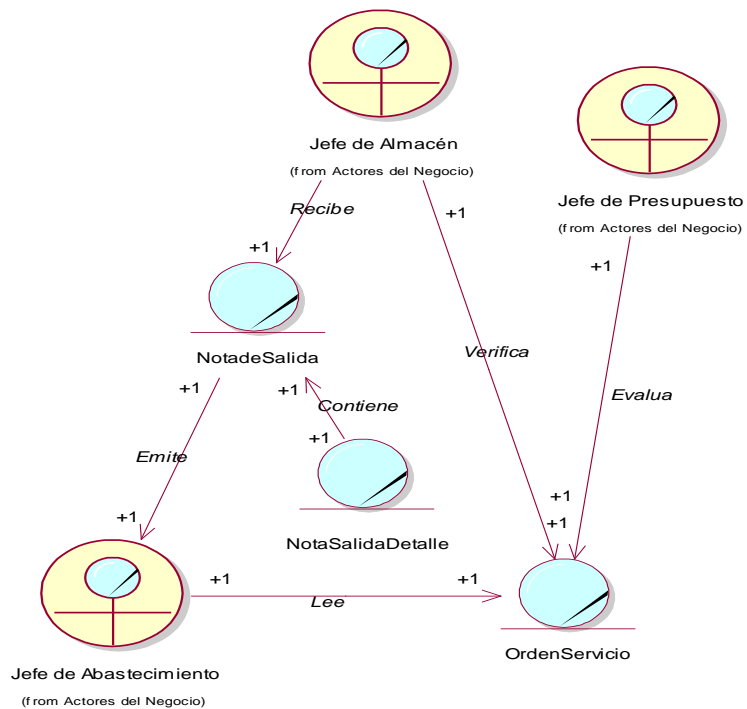 Jefe de Almacén
(from Actores del Negocio)
Jefe de Presupuesto
(from Actores del Negocio)
Recibe
+1
+1
+1
NotadeSalida
Verifica
+1
+1
Contiene
Evalua
+1
Emite
+1
+1
+1
NotaSalidaDetalle
+1
+1
Lee
OrdenServicio
Jefe de Abastecimiento
(from Actores del Negocio)